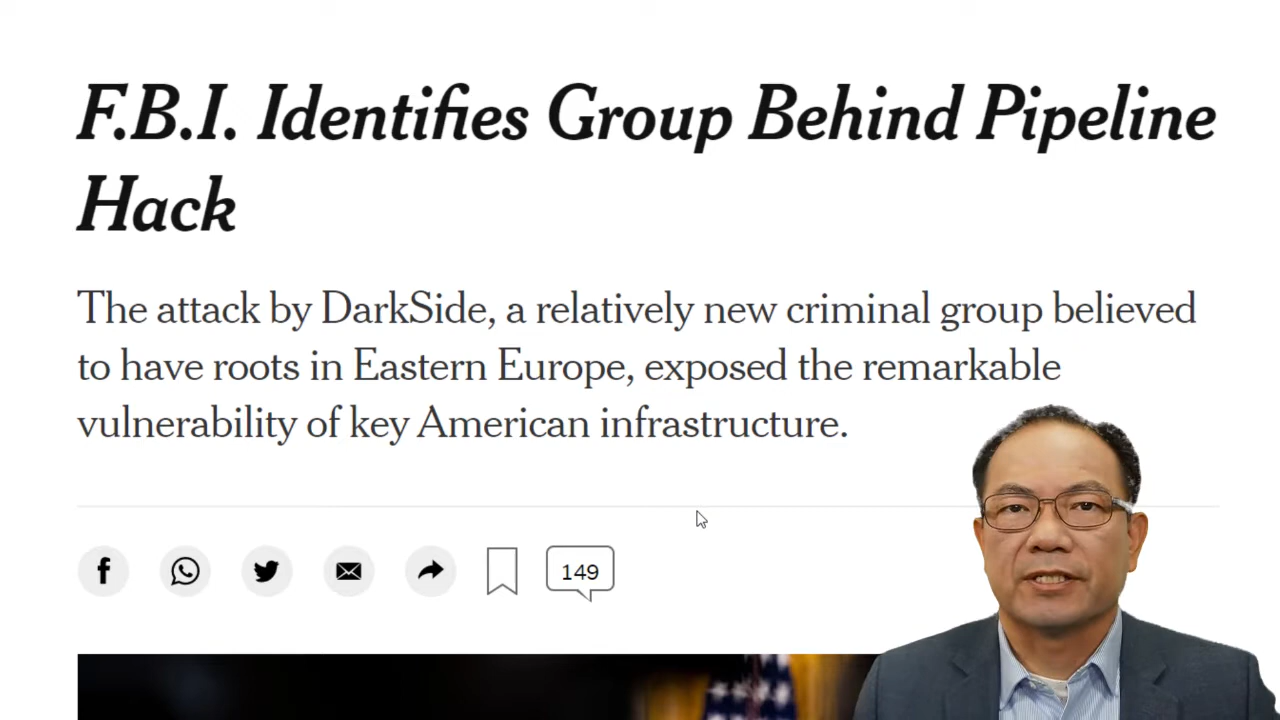 F.B.I. Identifies Group Behind Pipeline
Hack
The attack by DarkSide, a relatively new criminal group believed
to have roots in Eastern Europe, exposed the remarkable
vulnerability of key American infrastructure.
149